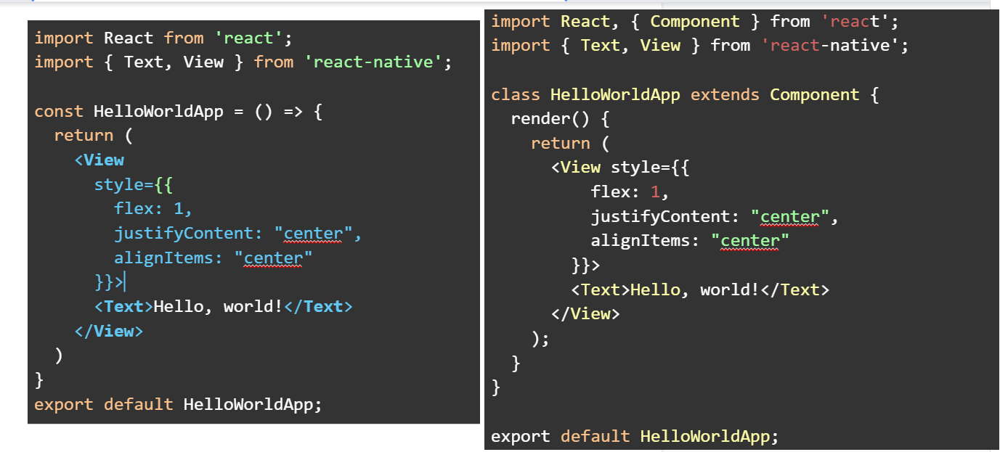 import React from 'react';
import { Text, View } from 'react-native';
const HelloWorldApp = () => {
  return (
    <View
      style={{
        flex: 1,
        justifyContent: "center",
        alignItems: "center"
      }}>
      <Text>Hello, world!</Text>
    </View>
  )
}
export default HelloWorldApp;
import React, { Component } from 'react';
import { Text, View } from 'react-native';
class HelloWorldApp extends Component {
  render() {
    return (
      <View style={{
          flex: 1,
          justifyContent: "center",
          alignItems: "center"
        }}>
        <Text>Hello, world!</Text>
      </View>
    );
  }
}
export default HelloWorldApp;